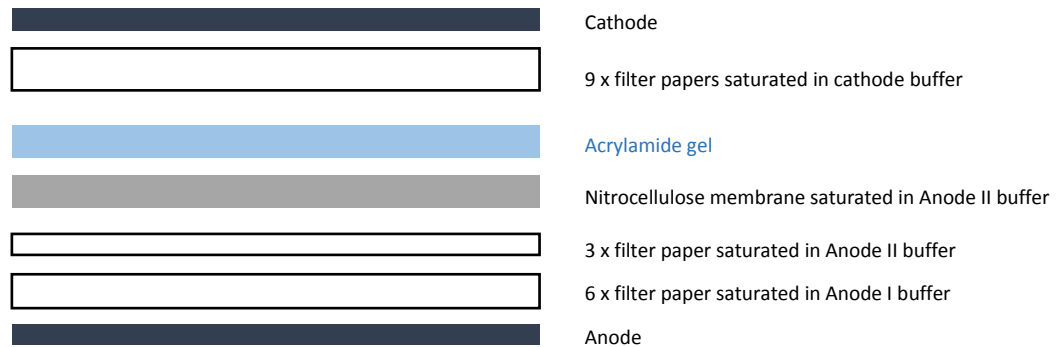 Cathode
9 x filter papers saturated in cathode buffer
Acrylamide gel
Nitrocellulose membrane saturated in Anode II buffer
3 x filter paper saturated in Anode II buffer
6 x filter paper saturated in Anode I buffer
Anode